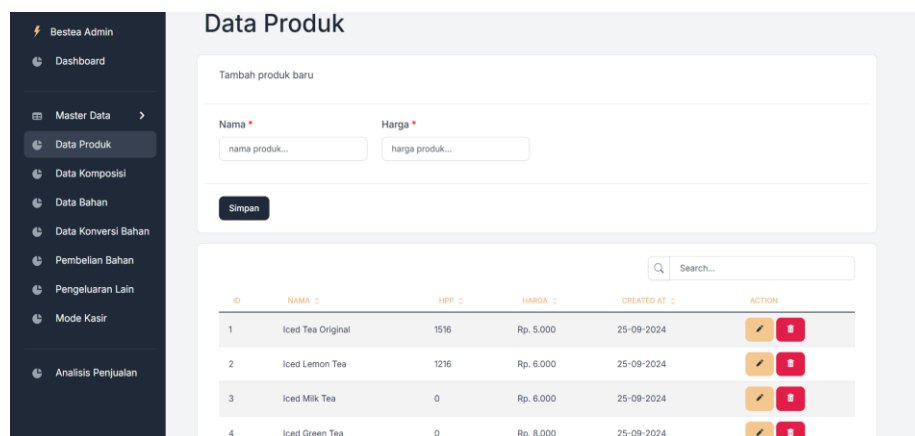 Bestea Admin
Dashboard
Master Data
Data Produk
Data Komposisi
Data Bahan
Data Konversi Bahan
Pembelian Bahan
Pengeluaran Lain
Mode Kasir
Analisis Penjualan
Data Produk
Tambah produk baru
Nama * Harga *
nama produk... harga produk...
Simpan
Search...
ID NAMA HPP HARGA CREATED AT ACTION
1 Iced Tea Original 1516 Rp. 5.000 25-09-2024
2 Iced Lemon Tea 1216 Rp. 6.000 25-09-2024
3 Iced Milk Tea 0 Rp. 6.000 25-09-2024
4 Iced Green Tea 0 Rp. 8.000 25-09-2024